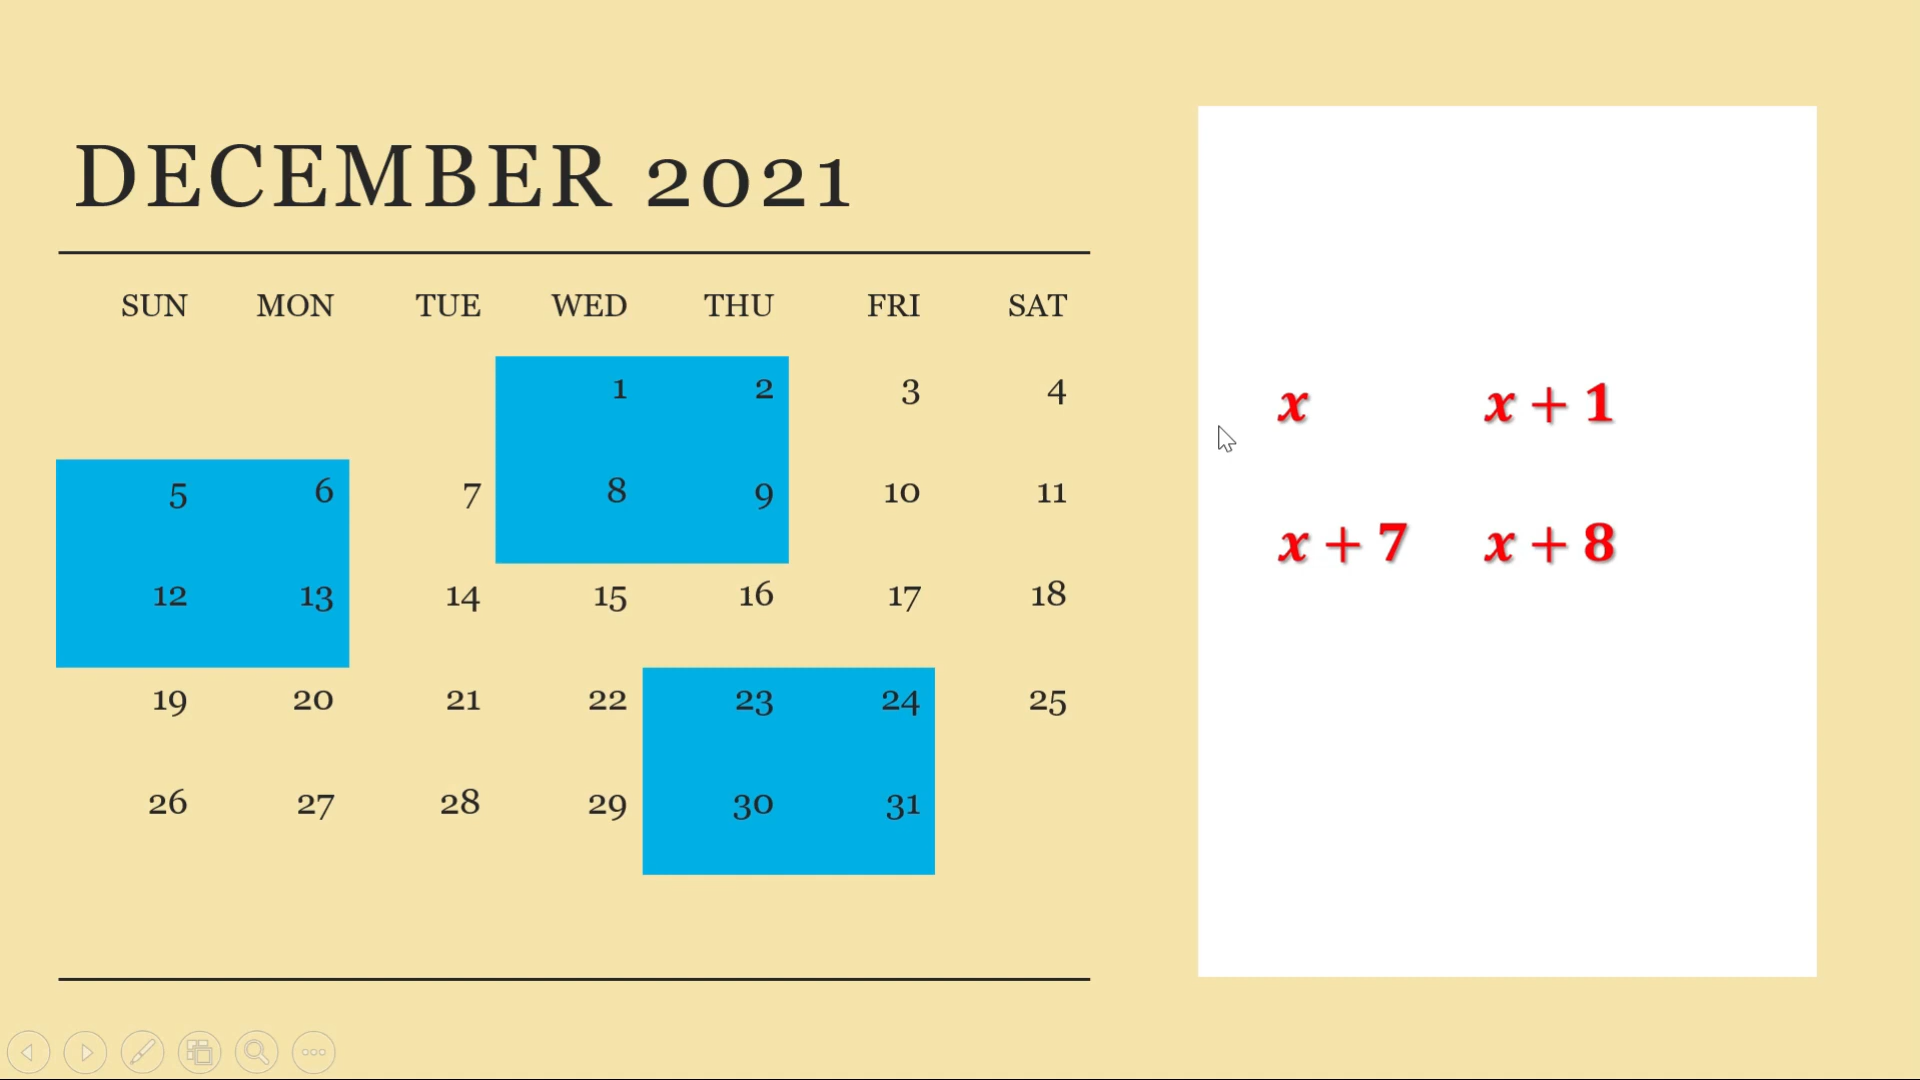 DECEMBER 2021
SUN MON TUE WED THU FRI SAT
1 2 3 4
5 6 7 8 9 10 11
12 13 14 15 16 17 18
19 20 21 22 23 24 25
26 27 28 29 30 31
x x + 1
x + 7 x + 8